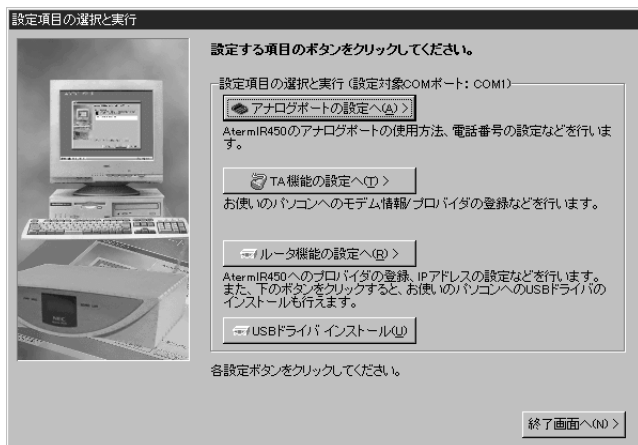 設定項目の選択と実行
設定する項目のボタンをクリックしてください。
設定項目の選択と実行（設定対象COMポート： COM1）
アナログポートの設定へ(A) >
AtermIR450のアナログポートの使用方法、電話番号の設定などを行いま
す。
TA機能の設定へ(T) >
お使いのパソコンへのモデム情報/プロバイダの登録などを行います。
ルータ機能の設定へ(R) >
AtermIR450へのプロバイダの登録、IPアドレスの設定などを行います。
また、下のボタンをクリックすると、お使いのパソコンへのUSBドライバの
インストールも行えます。
USBドライバ インストール(U)
各設定ボタンをクリックしてください。
終了画面へ(N) >
NEC